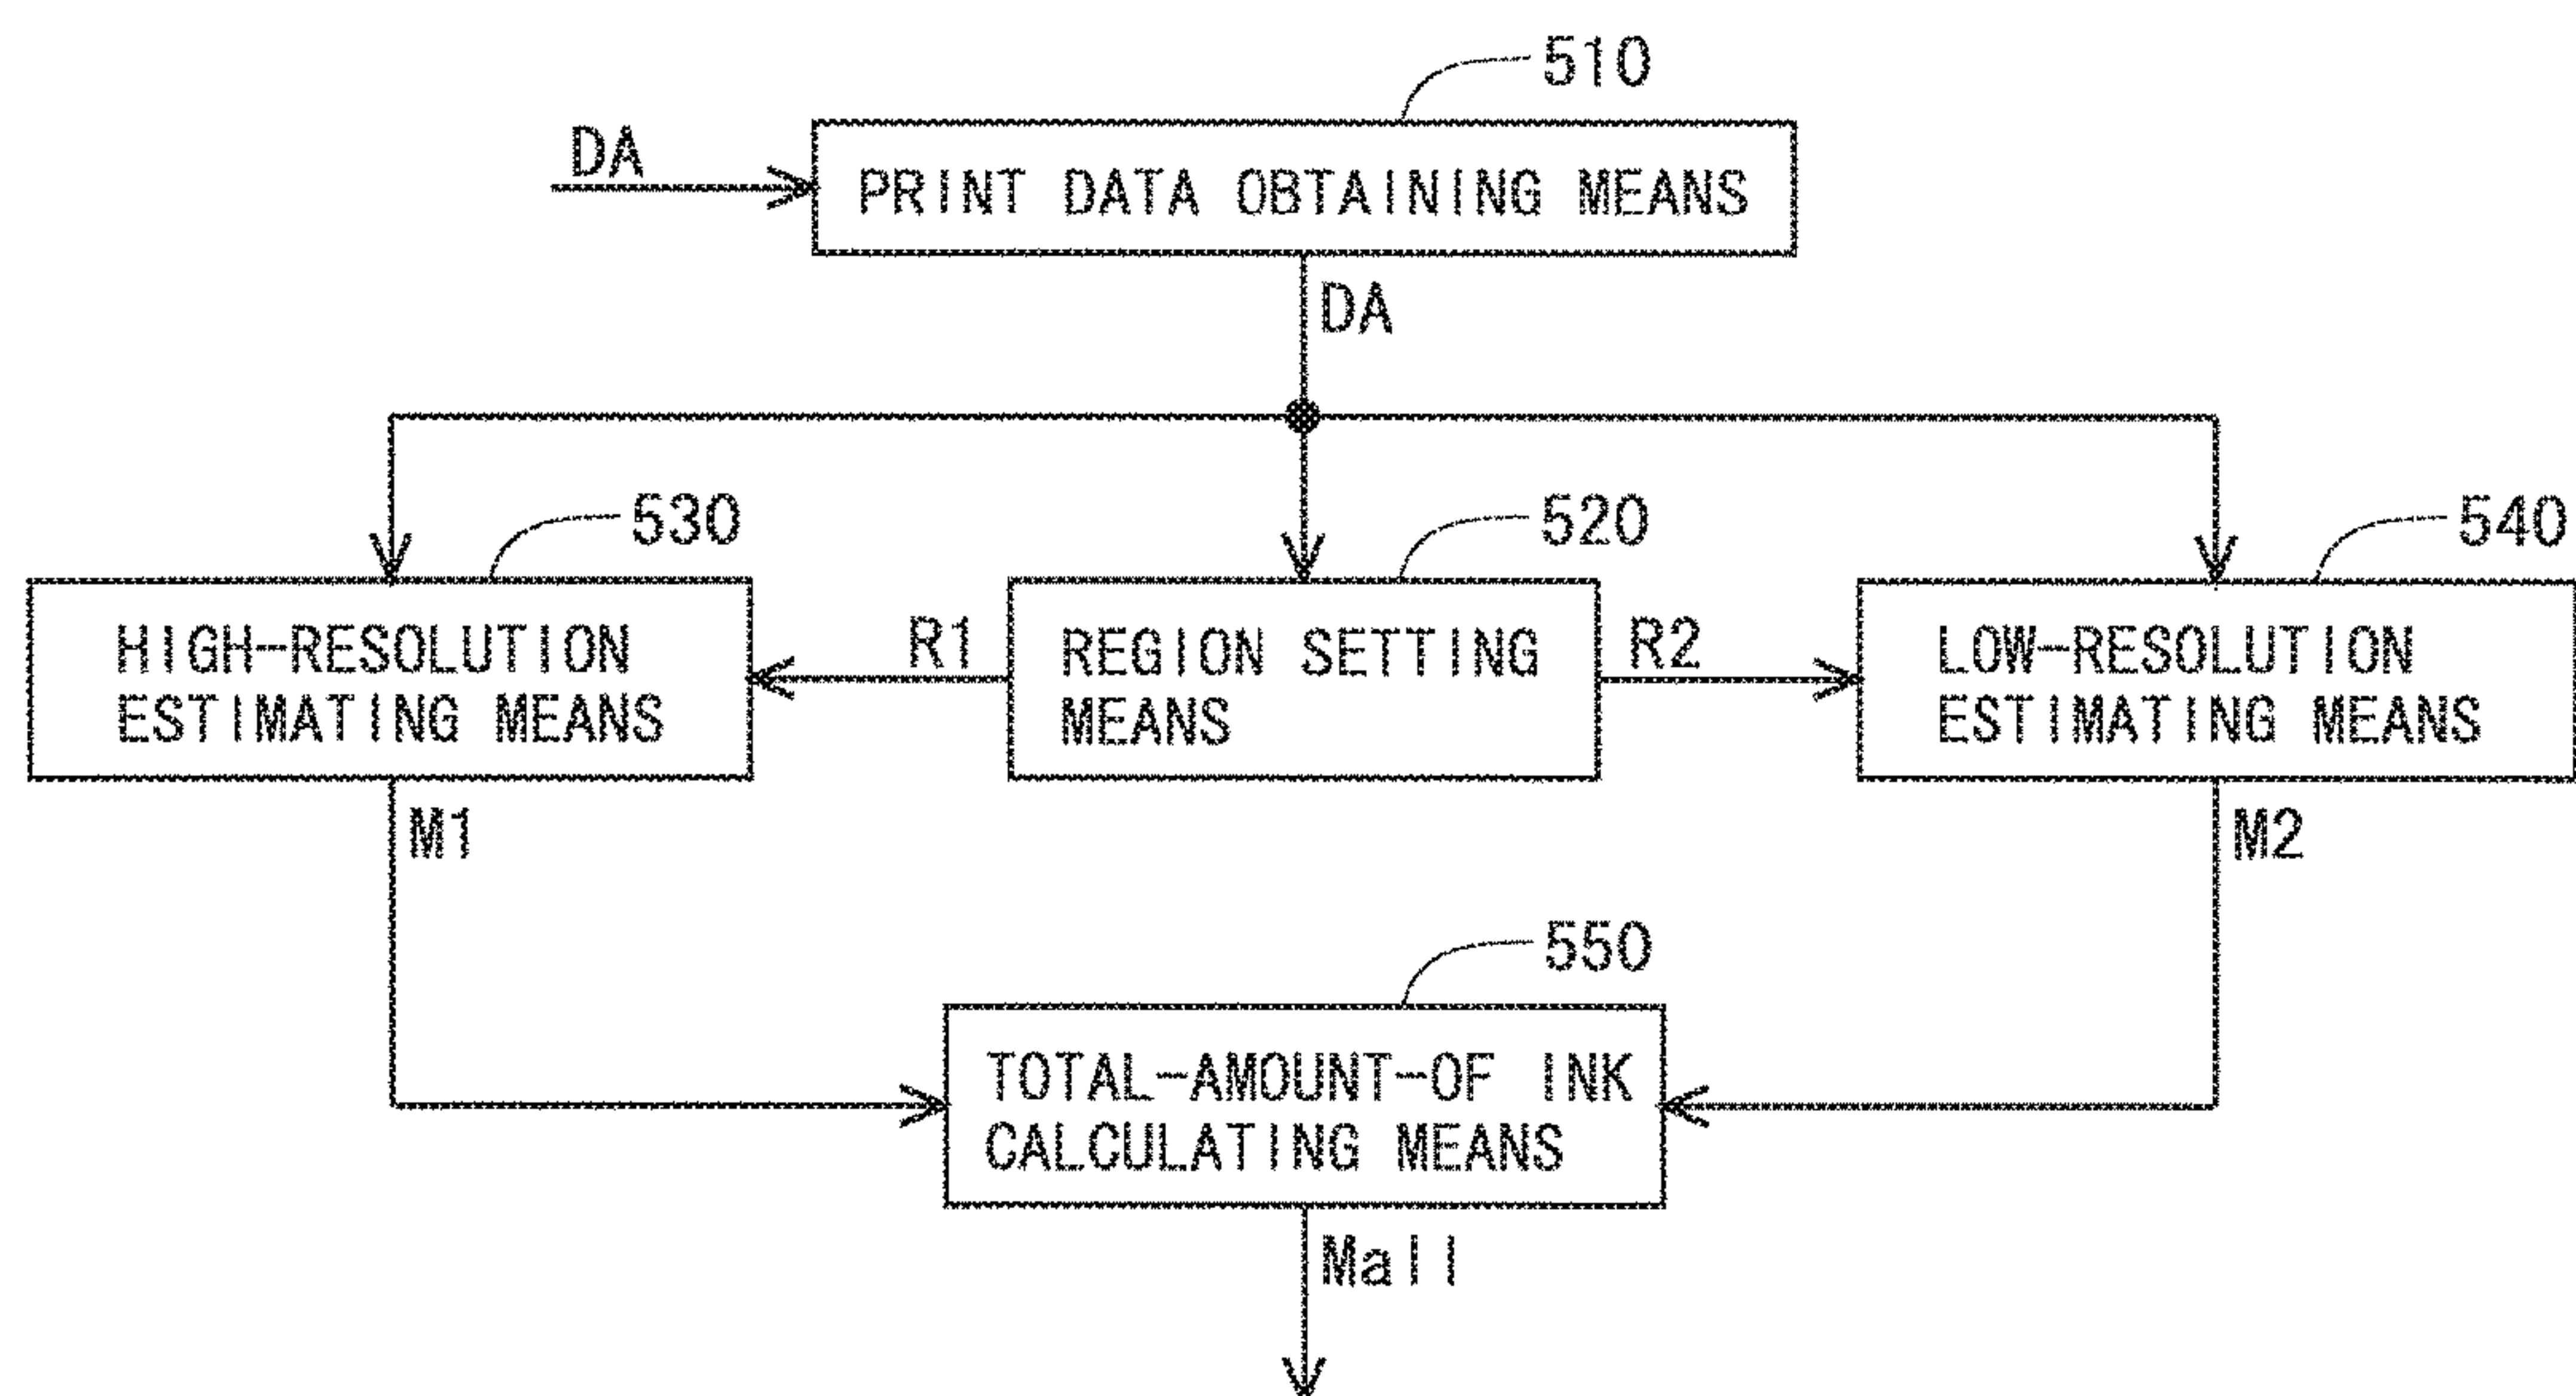 510
DA
PRINT DATA OBTAINING MEANS
DA
530
520
540
HIGH-RESOLUTION
ESTIMATING MEANS
R1
REGION SETTING
MEANS
R2
LOW-RESOLUTION
ESTIMATING MEANS
M1
M2
550
TOTAL-AMOUNT-OF INK
CALCULATING MEANS
Mall